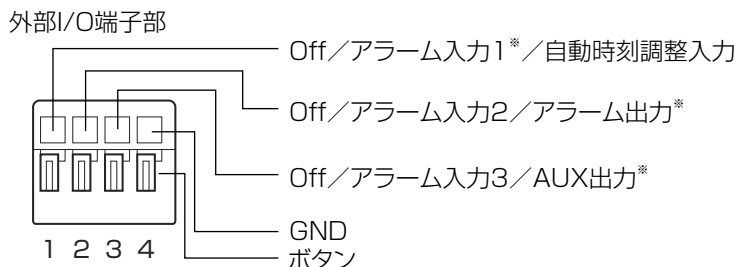 外部I/O端子部
Off/アラーム入力1※/自動時刻調整入力
Off/アラーム入力2/アラーム出力※
Off/アラーム入力3/AUX出力※
GND
ボタン
1 2 3 4